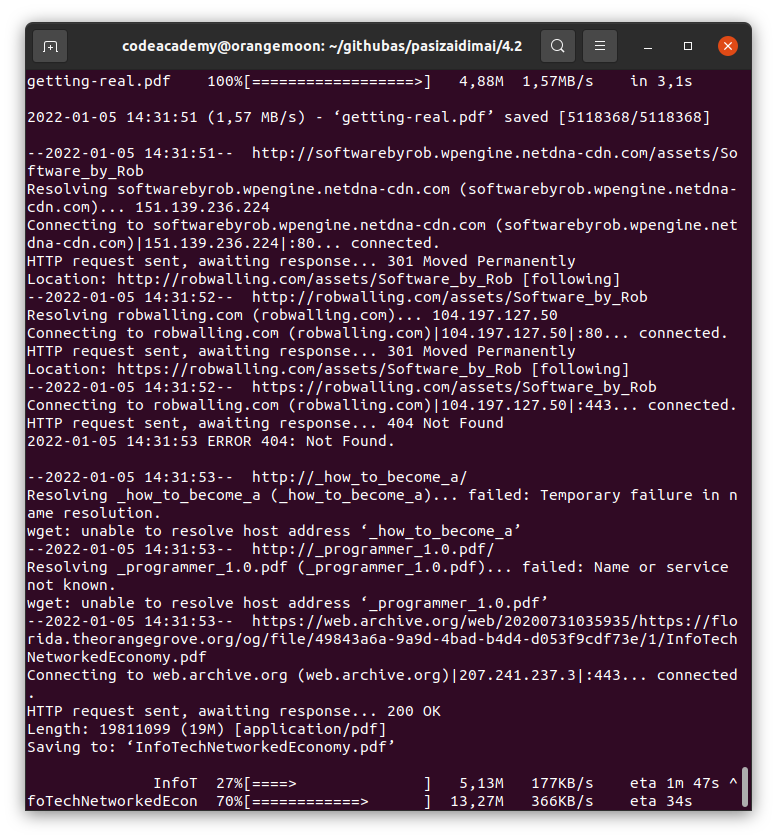 codeacademy@orangemoon: ~/githubas/pasizaidimai/4.2
getting-real.pdf    100%[==================>]   4,88M  1,57MB/s    in 3,1s
2022-01-05 14:31:51 (1,57 MB/s) - ‘getting-real.pdf’ saved [5118368/5118368]
--2022-01-05 14:31:51--  http://softwarebyrob.wpengine.netdna-cdn.com/assets/So
ftware_by_Rob
Resolving softwarebyrob.wpengine.netdna-cdn.com (softwarebyrob.wpengine.netdna-
cdn.com)... 151.139.236.224
Connecting to softwarebyrob.wpengine.netdna-cdn.com (softwarebyrob.wpengine.net
dna-cdn.com)|151.139.236.224|:80... connected.
HTTP request sent, awaiting response... 301 Moved Permanently
Location: http://robwalling.com/assets/Software_by_Rob [following]
--2022-01-05 14:31:52--  http://robwalling.com/assets/Software_by_Rob
Resolving robwalling.com (robwalling.com)... 104.197.127.50
Connecting to robwalling.com (robwalling.com)|104.197.127.50|:80... connected.
HTTP request sent, awaiting response... 301 Moved Permanently
Location: https://robwalling.com/assets/Software_by_Rob [following]
--2022-01-05 14:31:52--  https://robwalling.com/assets/Software_by_Rob
Connecting to robwalling.com (robwalling.com)|104.197.127.50|:443... connected.
HTTP request sent, awaiting response... 404 Not Found
2022-01-05 14:31:53 ERROR 404: Not Found.
--2022-01-05 14:31:53--  http://_how_to_become_a/
Resolving _how_to_become_a (_how_to_become_a)... failed: Temporary failure in n
ame resolution.
wget: unable to resolve host address ‘_how_to_become_a’
--2022-01-05 14:31:53--  http://_programmer_1.0.pdf/
Resolving _programmer_1.0.pdf (_programmer_1.0.pdf)... failed: Name or service
not known.
wget: unable to resolve host address ‘_programmer_1.0.pdf’
--2022-01-05 14:31:53--  https://web.archive.org/web/20200731035935/https://flo
rida.theorangegrove.org/og/file/49843a6a-9a9d-4bad-b4d4-d053f9cdf73e/1/InfoTech
NetworkedEconomy.pdf
Connecting to web.archive.org (web.archive.org)|207.241.237.3|:443... connected
.
HTTP request sent, awaiting response... 200 OK
Length: 19811099 (19M) [application/pdf]
Saving to: ‘InfoTechNetworkedEconomy.pdf’
InfoT  27%[====>              ]   5,13M   177KB/s    eta 1m 47s ^
foTechNetworkedEcon  70%[============>      ]  13,27M   366KB/s    eta 34s